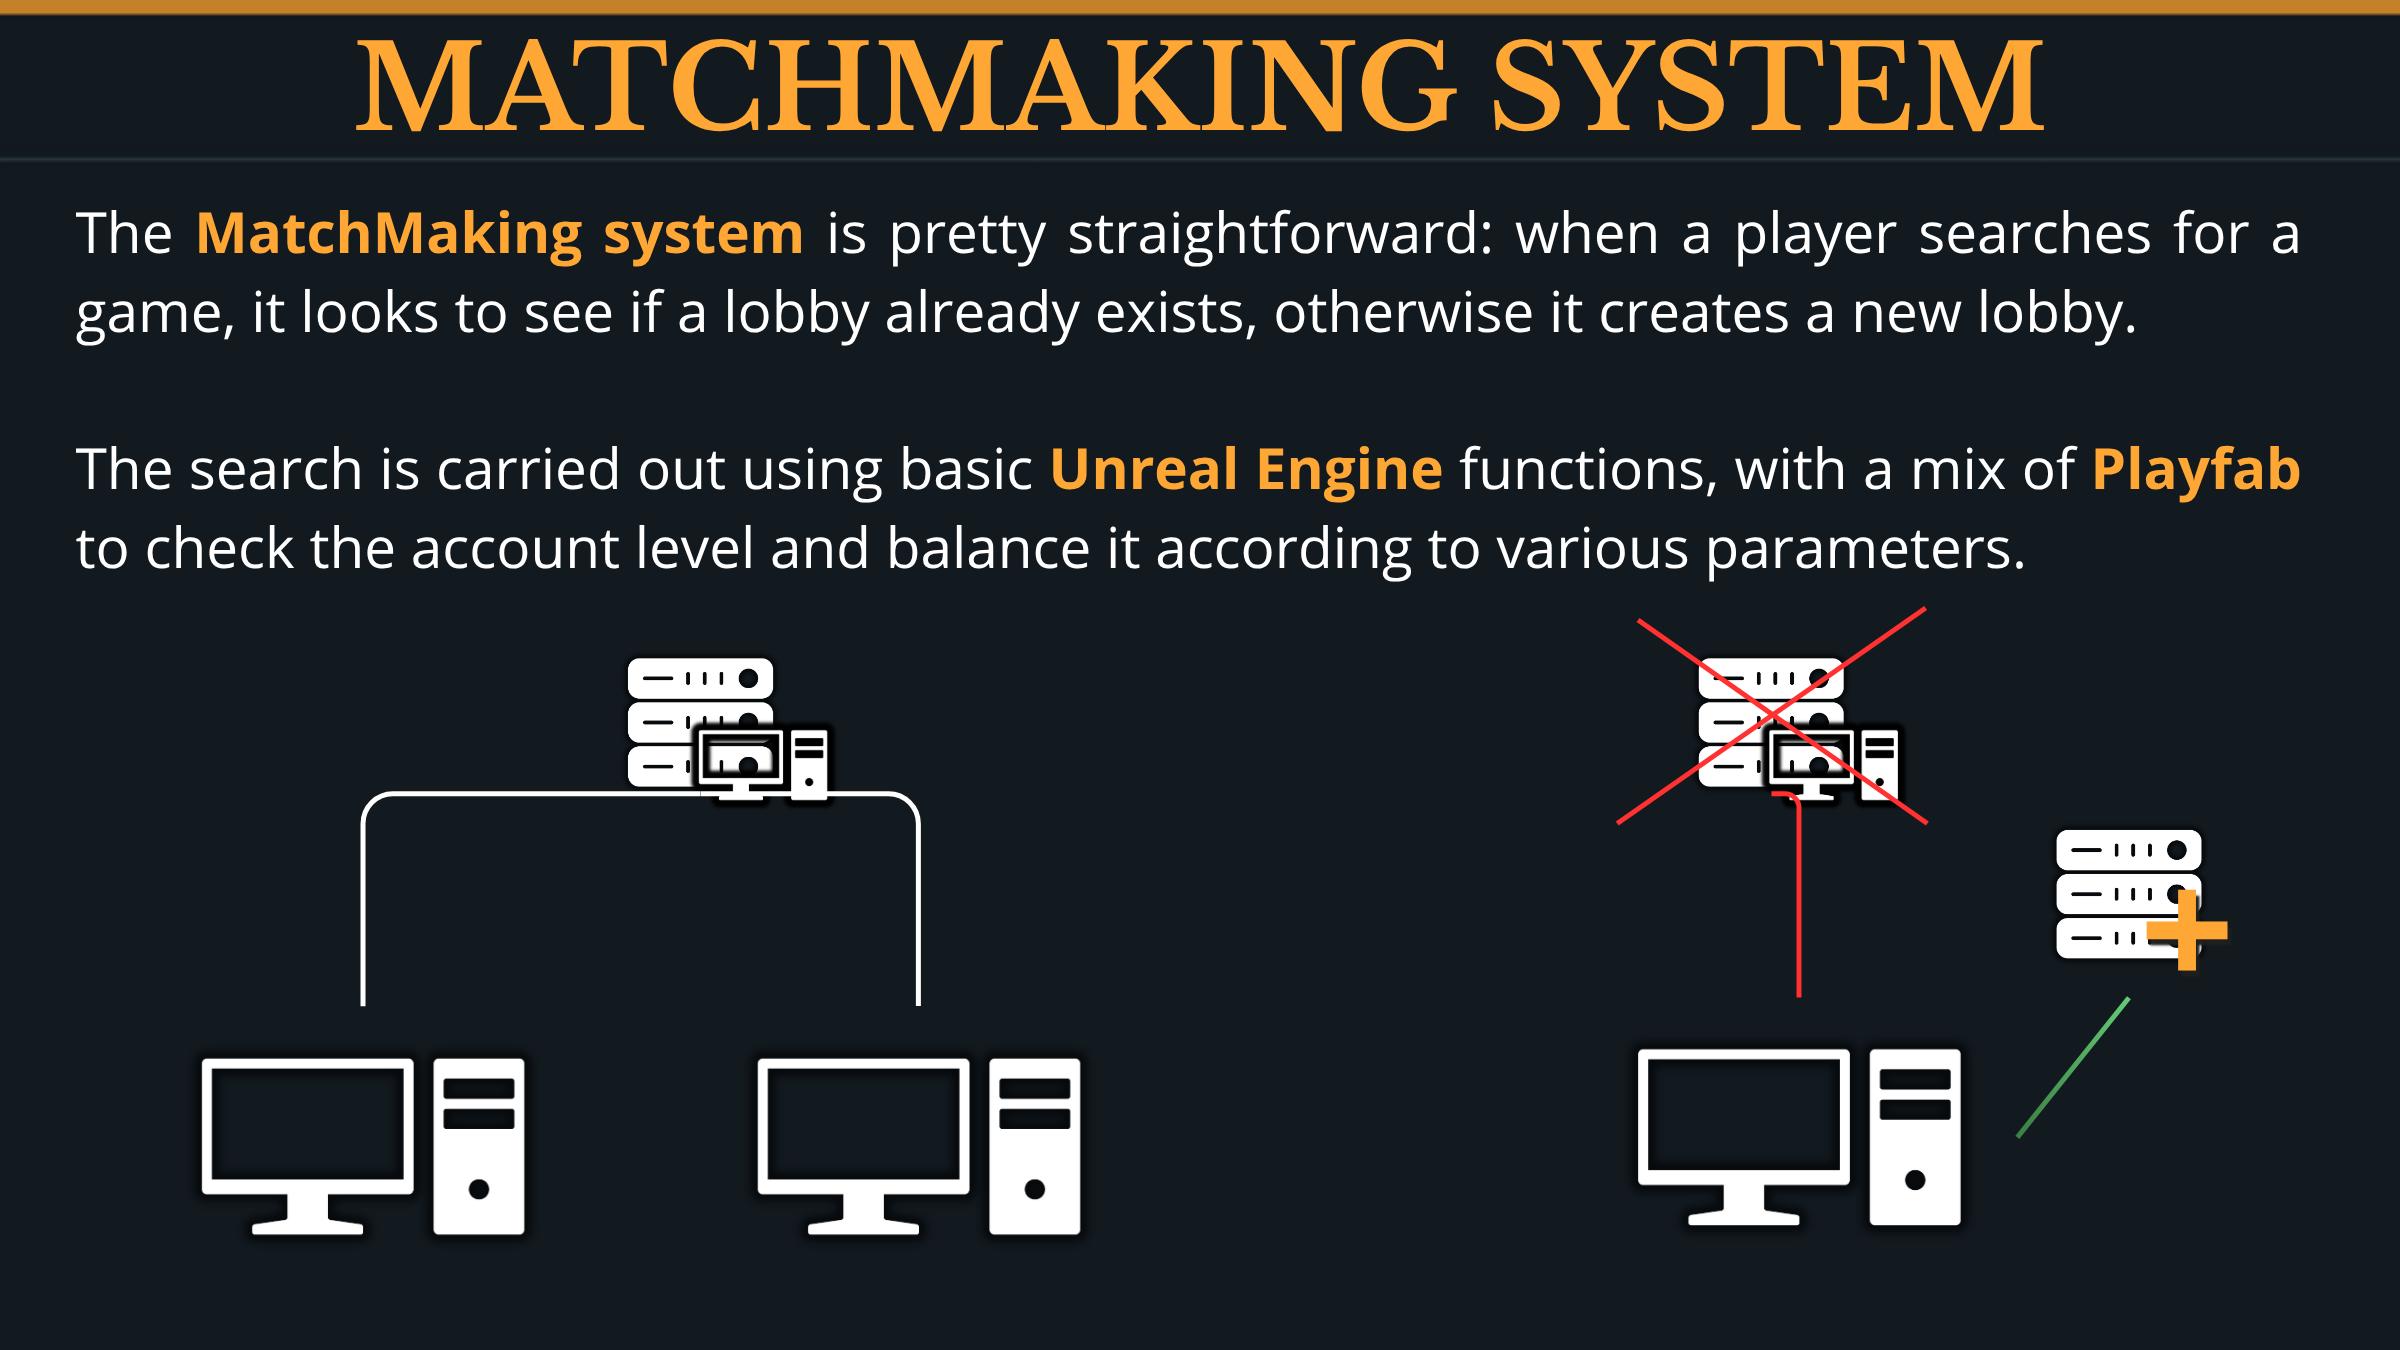 MATCHMAKING SYSTEM
The MatchMaking system is pretty straightforward: when a player searches for a
game, it looks to see if a lobby already exists, otherwise it creates a new lobby.
The search is carried out using basic Unreal Engine functions, with a mix of Playfab
to check the account level and balance it according to various parameters.